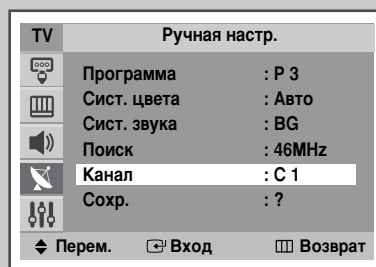 TV Ручная настр.
Программа : P 3
Сист. цвета : Авто
Сист. звука : BG
Поиск : 46MHz
Канал : C 1
Сохр. : ?
Перем. Вход Возврат